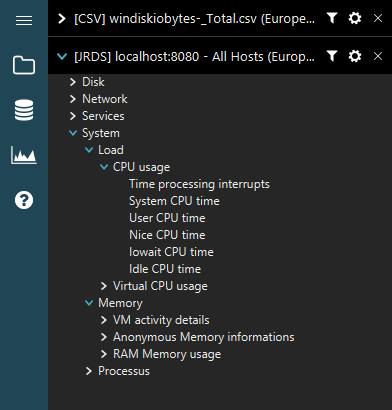 [CSV] windiskiobytes-_Total.csv (Europe...
[JRDS] localhost:8080 - All Hosts (Europ...
Disk
Network
Services
System
Load
CPU usage
Time processing interrupts
System CPU time
User CPU time
Nice CPU time
Iowait CPU time
Idle CPU time
Virtual CPU usage
Memory
VM activity details
Anonymous Memory informations
RAM Memory usage
Processus